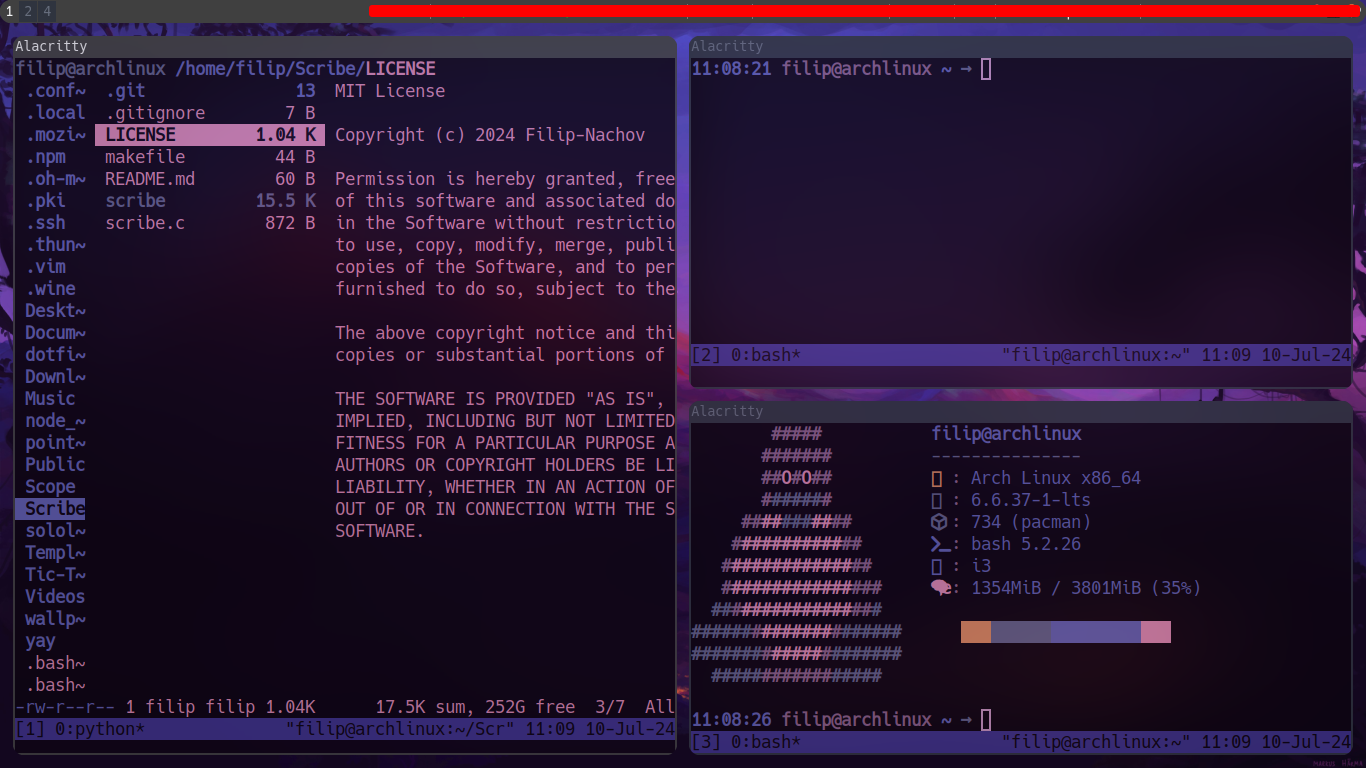 1 2 4
Alacritty
filip@archlinux /home/filip/Scribe/LICENSE
.conf~ .git 13 MIT License
.local .gitignore 7 B
.mozi~ LICENSE 1.04 K Copyright (c) 2024 Filip-Nachov
.npm makefile 44 B
.oh-m~ README.md 60 B Permission is hereby granted, free
.pki scribe 15.5 K of this software and associated do
.ssh scribe.c 872 B in the Software without restrictio
.thun~ to use, copy, modify, merge, publi
.vim copies of the Software, and to per
.wine furnished to do so, subject to the
Deskt~
Docum~ The above copyright notice and thi
dotfi~ copies or substantial portions of
Downl~
Music THE SOFTWARE IS PROVIDED "AS IS",
node_~ IMPLIED, INCLUDING BUT NOT LIMITED
point~ FITNESS FOR A PARTICULAR PURPOSE A
Public AUTHORS OR COPYRIGHT HOLDERS BE LI
Scope LIABILITY, WHETHER IN AN ACTION OF
Scribe OUT OF OR IN CONNECTION WITH THE S
solol~ SOFTWARE.
Templ~
Tic-T~
Videos
wallp~
yay
.bash~
.bash~
-rw-r--r-- 1 filip filip 1.04K 17.5K sum, 252G free 3/7 All
[1] 0:python* "filip@archlinux:~/Scr" 11:09 10-Jul-24
Alacritty
11:08:21 filip@archlinux ~ →
[2] 0:bash* "filip@archlinux:~" 11:09 10-Jul-24
Alacritty
##### filip@archlinux
####### ---------------
##O#O## : Arch Linux x86_64
####### : 6.6.37-1-lts
########### : 734 (pacman)
############# : bash 5.2.26
############### : i3
################ : 1354MiB / 3801MiB (35%)
#################
#####################
#####################
#################
11:08:26 filip@archlinux ~ →
[3] 0:bash* "filip@archlinux:~" 11:09 10-Jul-24